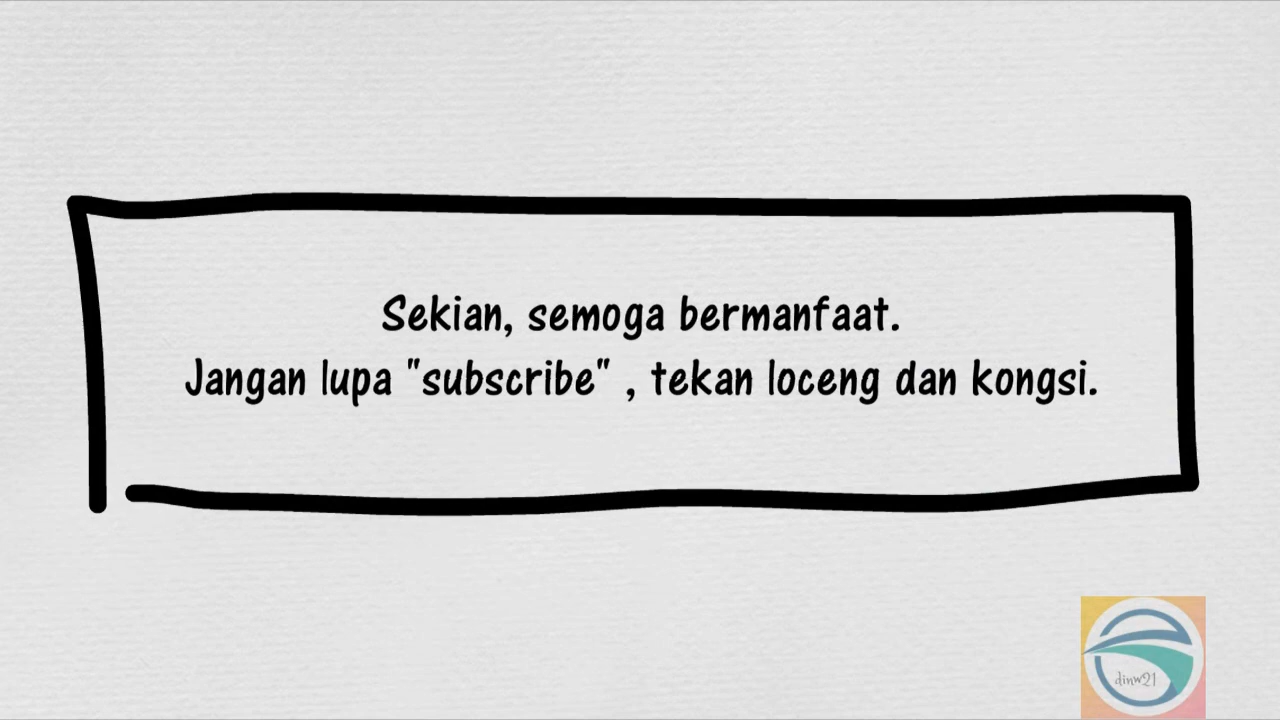 Sekian, semoga bermanfaat.
Jangan lupa "subscribe" , tekan loceng dan kongsi.
dinw21